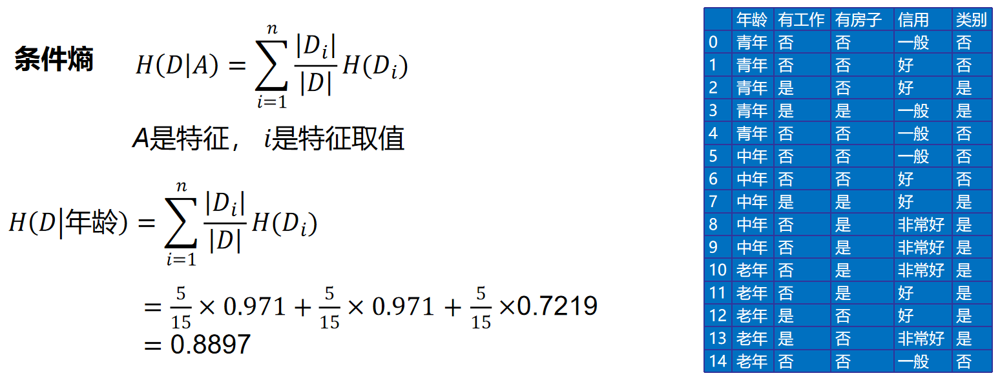 条件熵 H(D|A) = \sum_{i=1}^{n} \frac{|D_i|}{|D|} H(D_i)
A是特征， i是特征取值
H(D|年龄) = \sum_{i=1}^{n} \frac{|D_i|}{|D|} H(D_i)
= \frac{5}{15} × 0.971 + \frac{5}{15} × 0.971 + \frac{5}{15} ×0.7219
= 0.8897
年龄 有工作 有房子 信用 类别
0 青年 否 否 一般 否
1 青年 否 否 好 否
2 青年 是 否 好 是
3 青年 是 是 一般 是
4 青年 否 否 一般 否
5 中年 否 否 一般 否
6 中年 否 否 好 否
7 中年 是 是 好 是
8 中年 否 是 非常好 是
9 中年 否 是 非常好 是
10 老年 否 是 非常好 是
11 老年 否 是 好 是
12 老年 是 否 好 是
13 老年 是 否 非常好 是
14 老年 否 否 一般 否